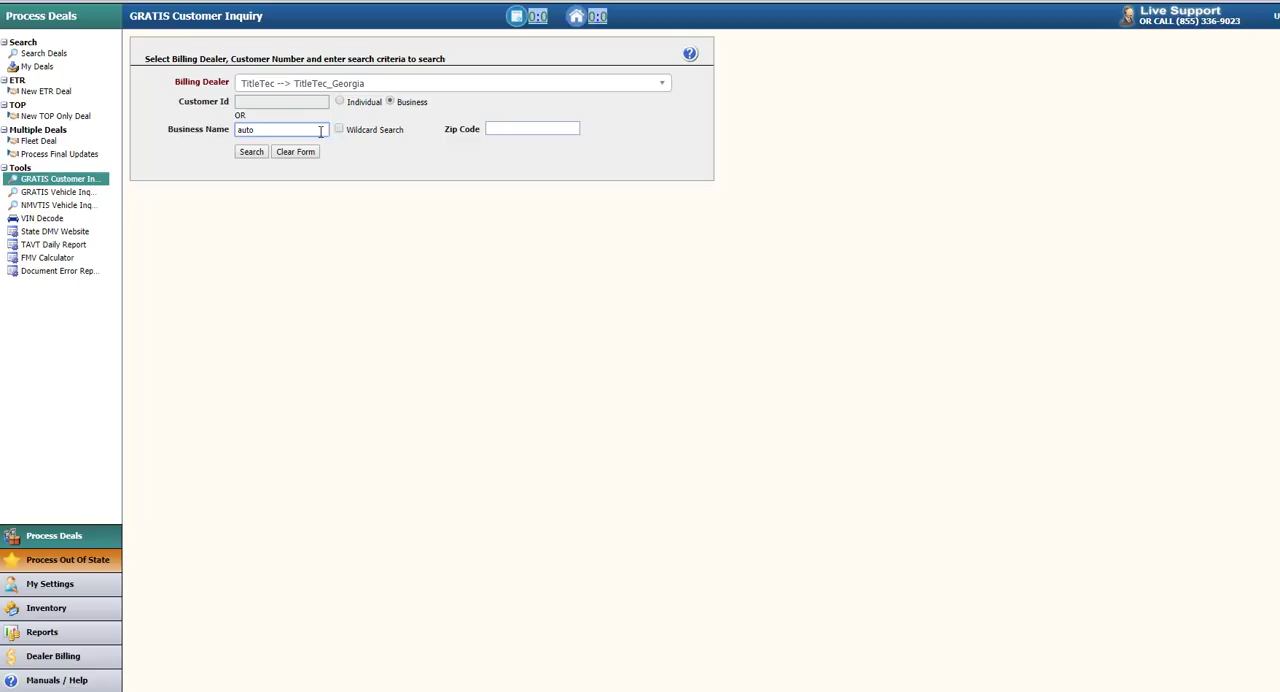 Process Deals
GRATIS Customer Inquiry
0:0
0:0
Live Support
OR CALL (855) 336-9023
U
Search
Search Deals
My Deals
ETR
New ETR Deal
TOP
New TOP Only Deal
Multiple Deals
Fleet Deal
Process Final Updates
Tools
GRATIS Customer In...
GRATIS Vehicle Inq...
NMVTIS Vehicle Inq...
VIN Decode
State DMV Website
TAVT Daily Report
FMV Calculator
Document Error Rep...
Select Billing Dealer, Customer Number and enter search criteria to search
Billing Dealer TitleTec --> TitleTec_Georgia
Customer Id Individual Business
OR
Business Name auto Wildcard Search Zip Code
Search Clear Form
Process Deals
Process Out Of State
My Settings
Inventory
Reports
Dealer Billing
Manuals / Help